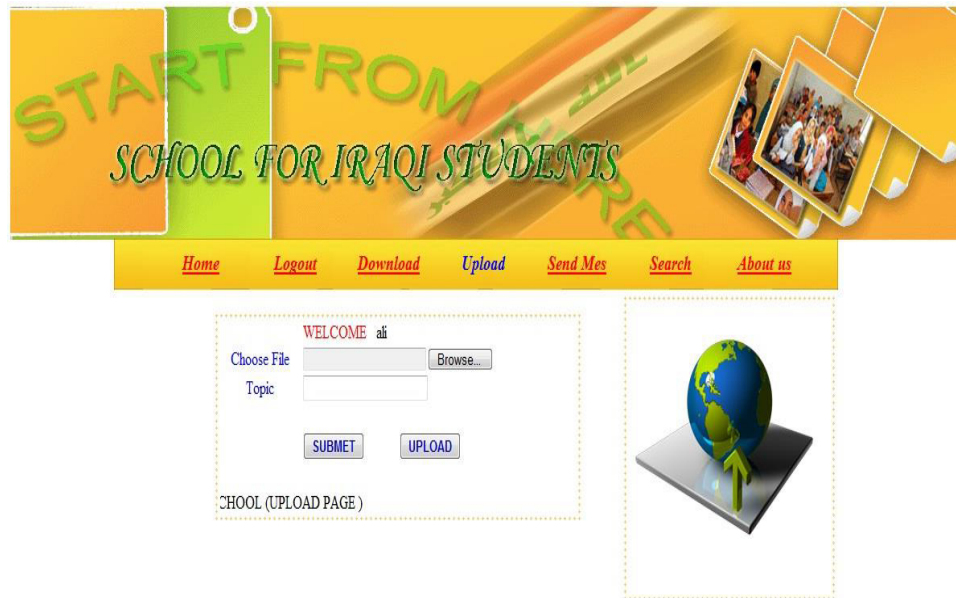 START FROM HERE
SCHOOL FOR IRAQI STUDENTS
Home Logout Download Upload Send Mes Search About us
WELCOME ali
Choose File Browse...
Topic
SUBMET UPLOAD
CHOOL (UPLOAD PAGE )